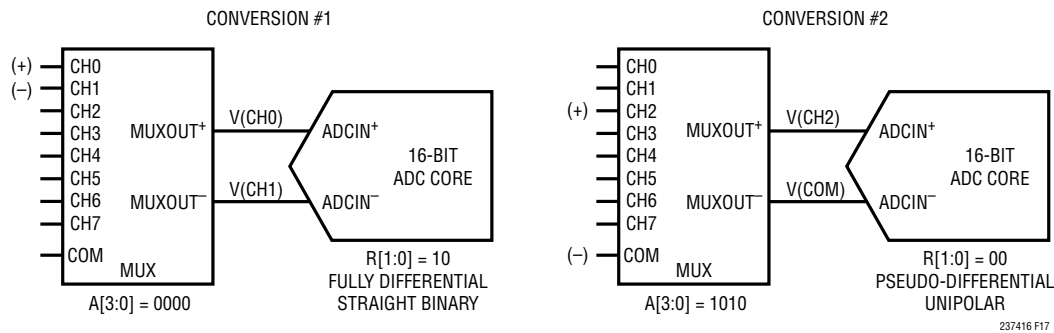 CONVERSION #1
(+)
(–)
CH0
CH1
CH2
CH3
CH4
CH5
CH6
CH7
COM
MUXOUT+
MUXOUT–
MUX
A[3:0] = 0000
V(CH0)
V(CH1)
ADCIN+
ADCIN–
16-BIT
ADC CORE
R[1:0] = 10
FULLY DIFFERENTIAL
STRAIGHT BINARY
CONVERSION #2
(+)
(–)
CH0
CH1
CH2
CH3
CH4
CH5
CH6
CH7
COM
MUXOUT+
MUXOUT–
MUX
A[3:0] = 1010
V(CH2)
V(COM)
ADCIN+
ADCIN–
16-BIT
ADC CORE
R[1:0] = 00
PSEUDO-DIFFERENTIAL
UNIPOLAR
237416 F17